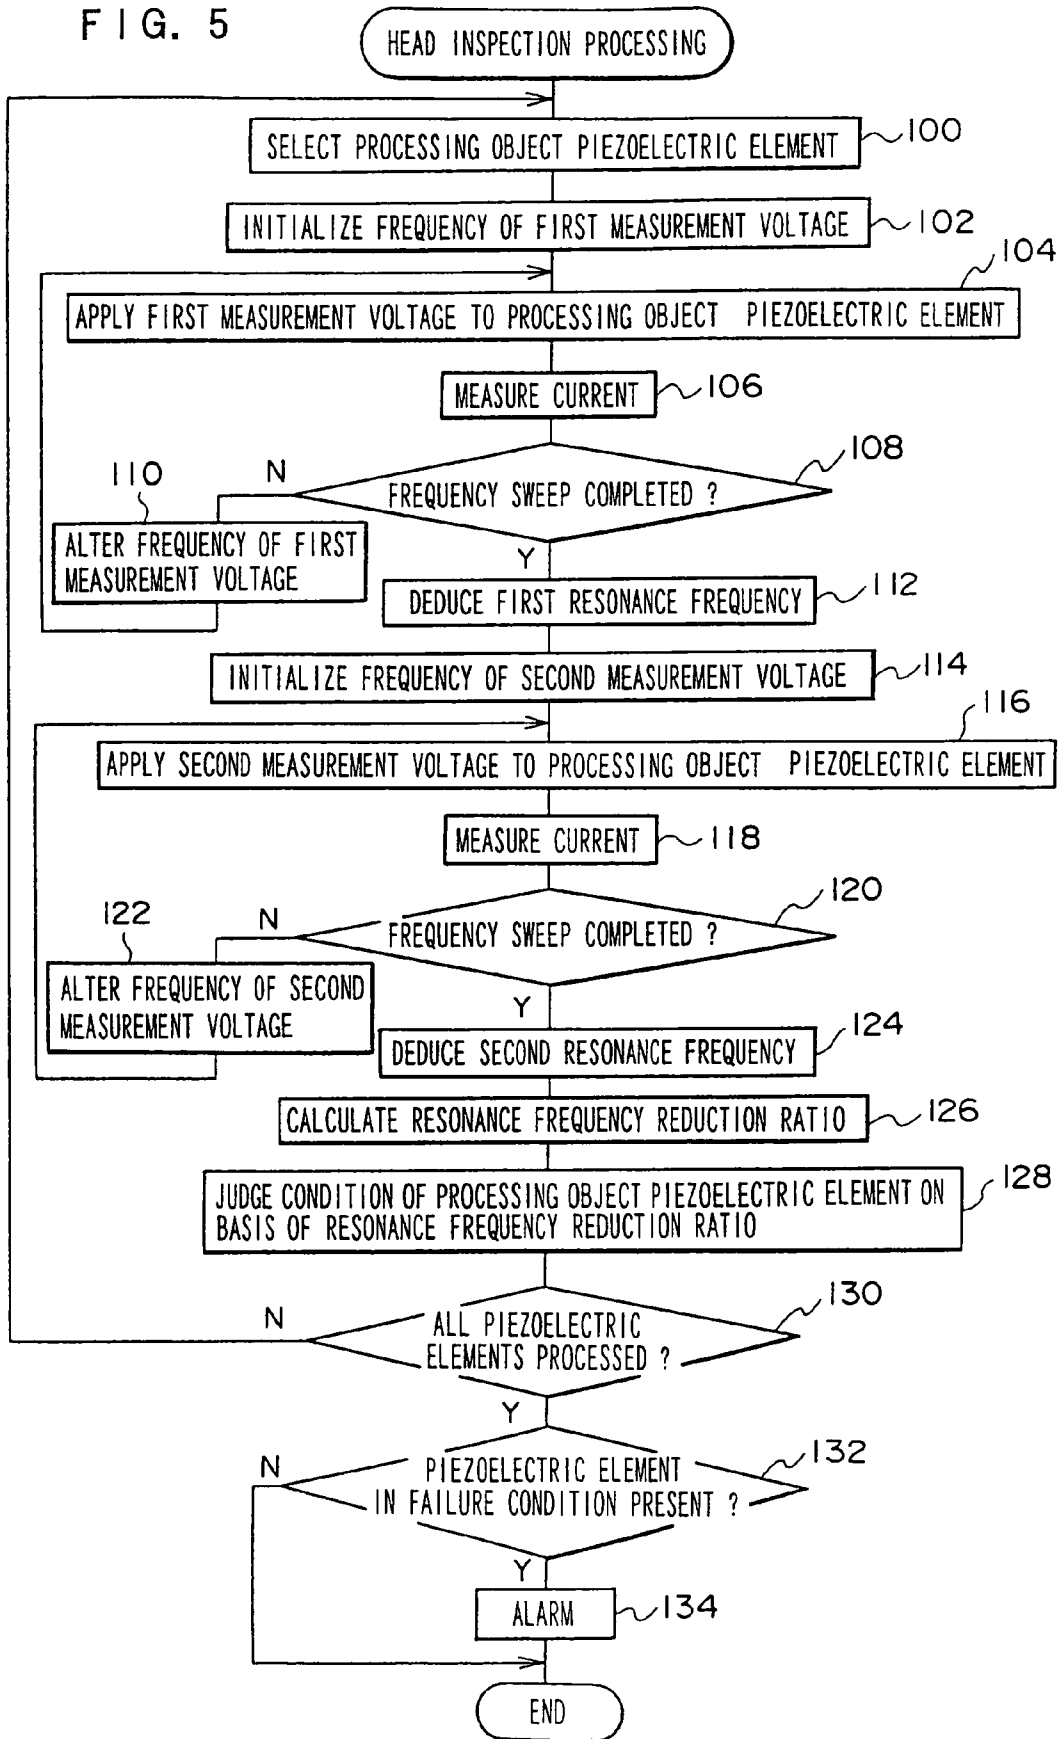 FIG. 5
HEAD INSPECTION PROCESSING
SELECT PROCESSING OBJECT PIEZOELECTRIC ELEMENT
100
INITIALIZE FREQUENCY OF FIRST MEASUREMENT VOLTAGE
102
104
APPLY FIRST MEASUREMENT VOLTAGE TO PROCESSING OBJECT PIEZOELECTRIC ELEMENT
MEASURE CURRENT
106
108
N
FREQUENCY SWEEP COMPLETED ?
110
ALTER FREQUENCY OF FIRST
MEASUREMENT VOLTAGE
Y
DEDUCE FIRST RESONANCE FREQUENCY
112
INITIALIZE FREQUENCY OF SECOND MEASUREMENT VOLTAGE
114
116
APPLY SECOND MEASUREMENT VOLTAGE TO PROCESSING OBJECT PIEZOELECTRIC ELEMENT
MEASURE CURRENT
118
120
N
FREQUENCY SWEEP COMPLETED ?
122
ALTER FREQUENCY OF SECOND
MEASUREMENT VOLTAGE
Y
DEDUCE SECOND RESONANCE FREQUENCY
124
CALCULATE RESONANCE FREQUENCY REDUCTION RATIO
126
JUDGE CONDITION OF PROCESSING OBJECT PIEZOELECTRIC ELEMENT ON
BASIS OF RESONANCE FREQUENCY REDUCTION RATIO
128
130
N
ALL PIEZOELECTRIC
ELEMENTS PROCESSED ?
Y
132
N
PIEZOELECTRIC ELEMENT
IN FAILURE CONDITION PRESENT ?
Y
ALARM
134
END